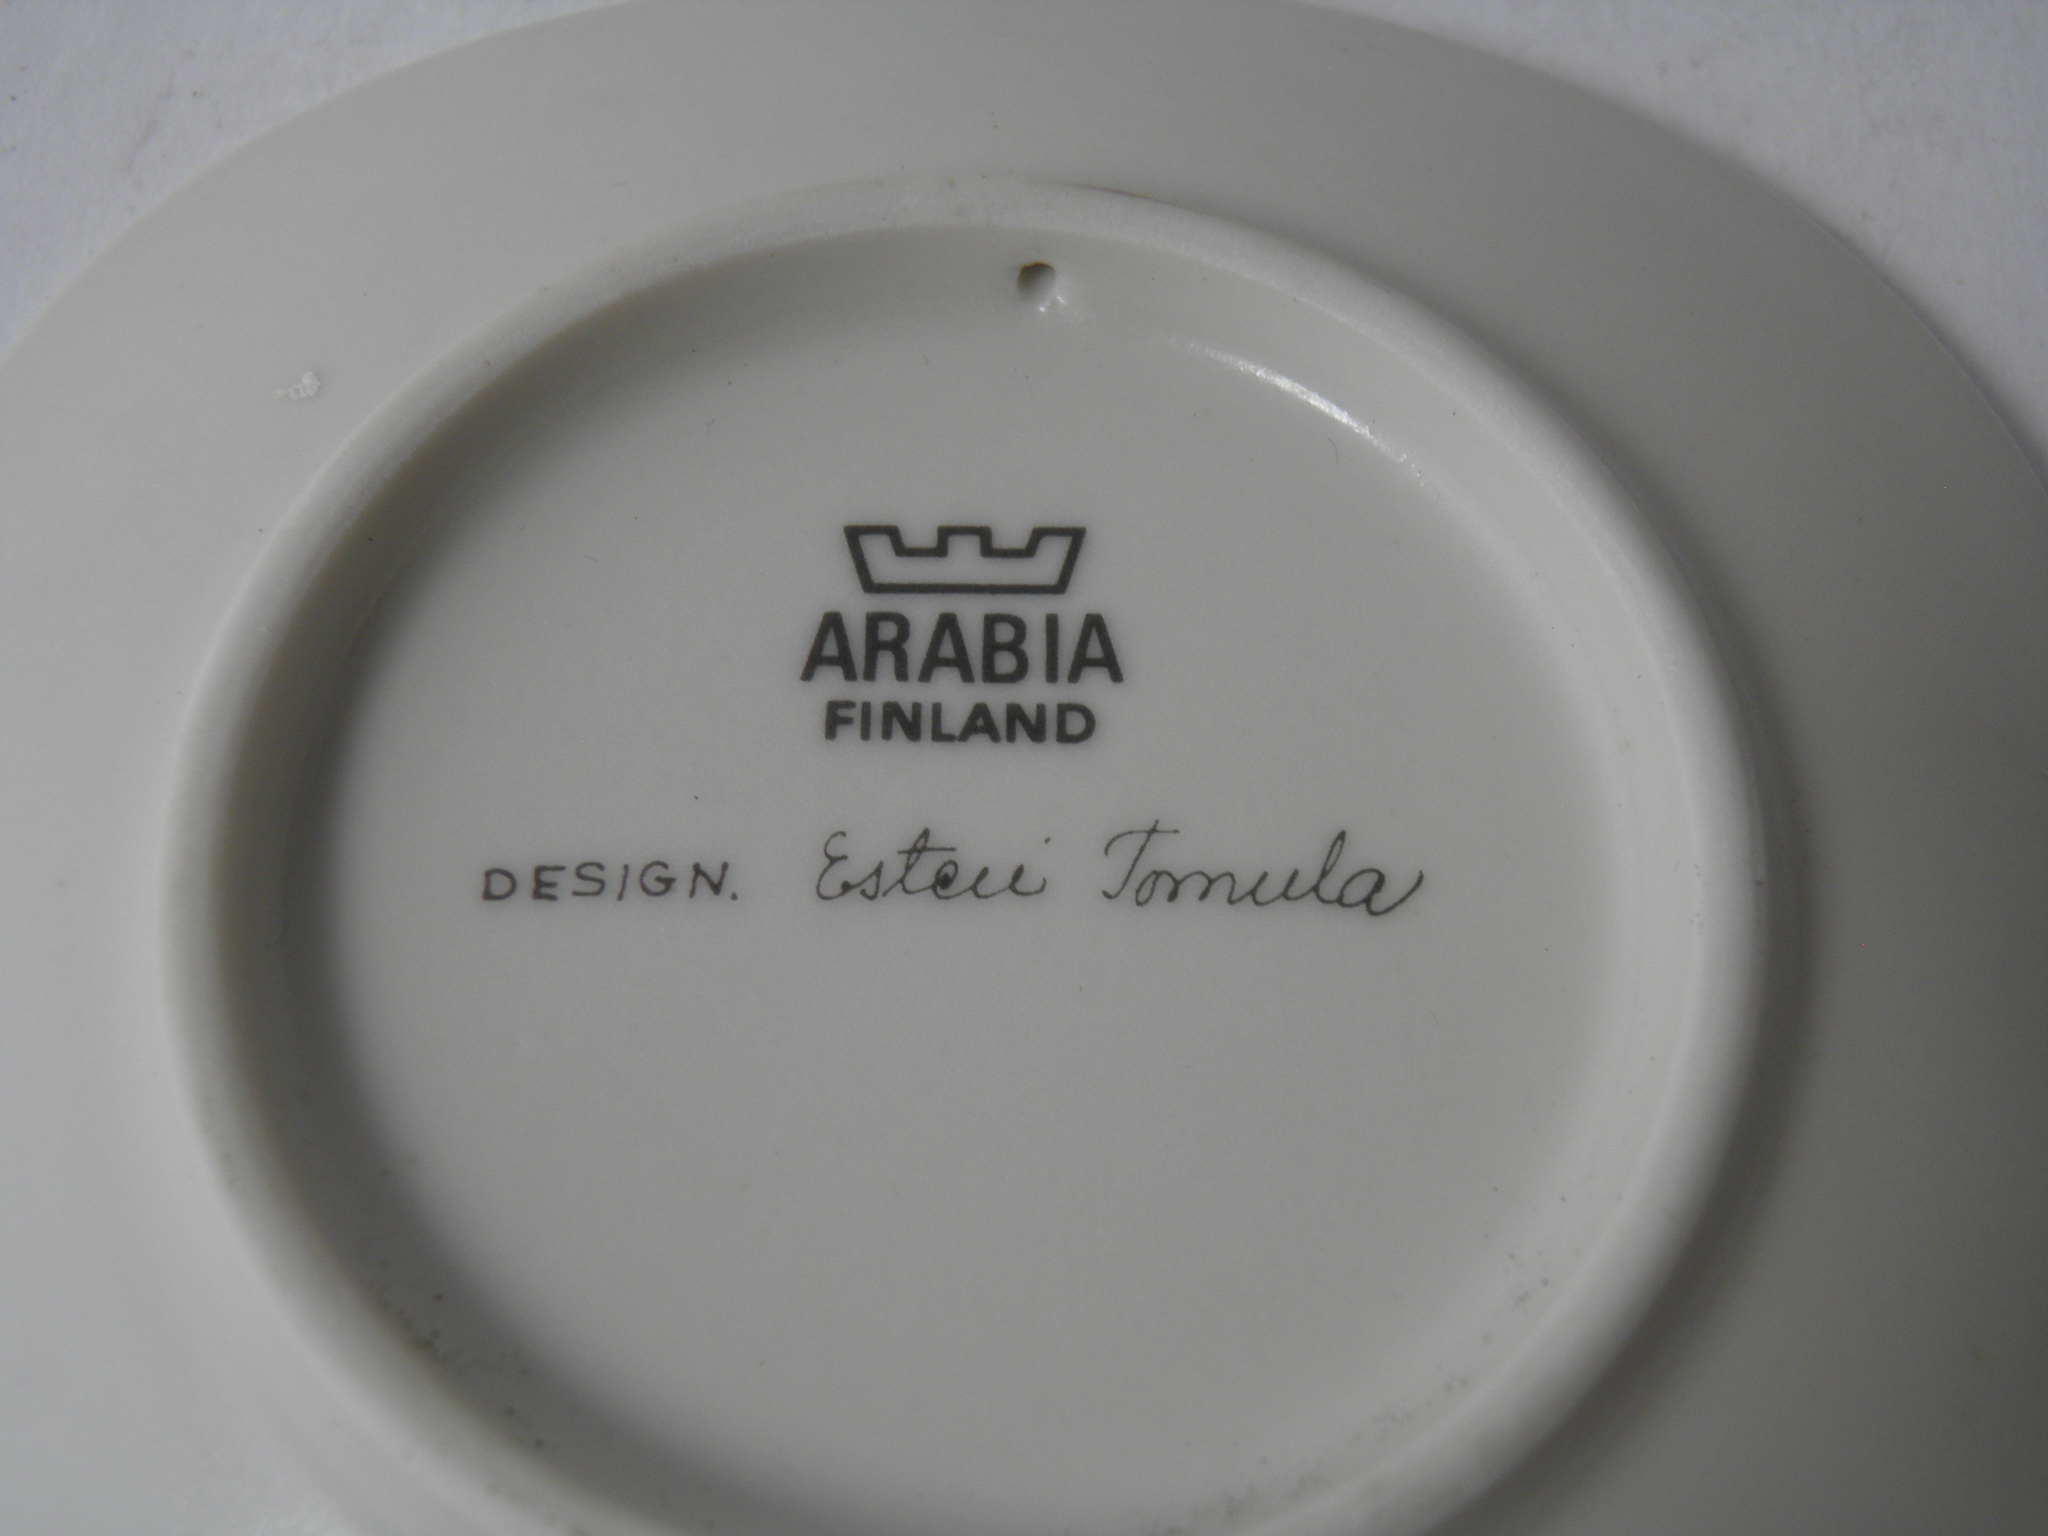 ARABIA
FINLAND
DESIGN. Esteri Tomula